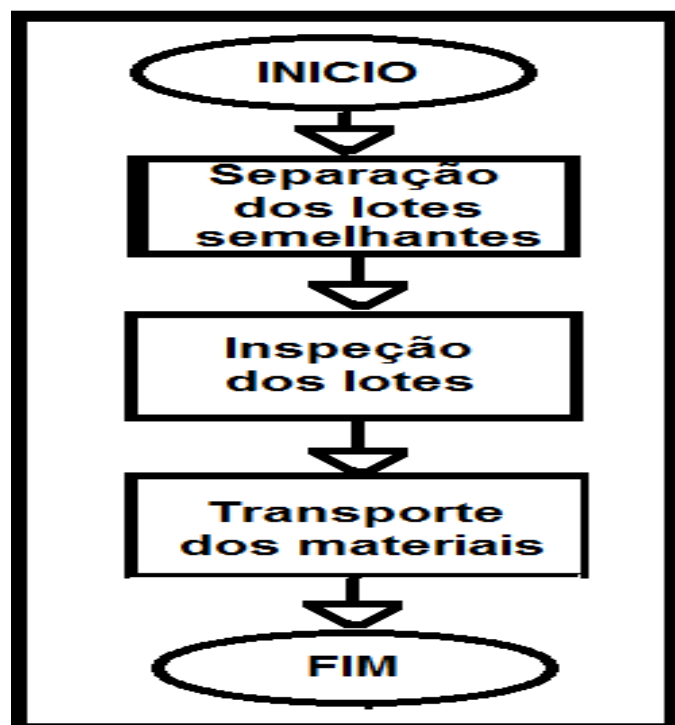 INICIO
Separação
dos lotes
semelhantes
Inspeção
dos lotes
Transporte
dos materiais
FIM